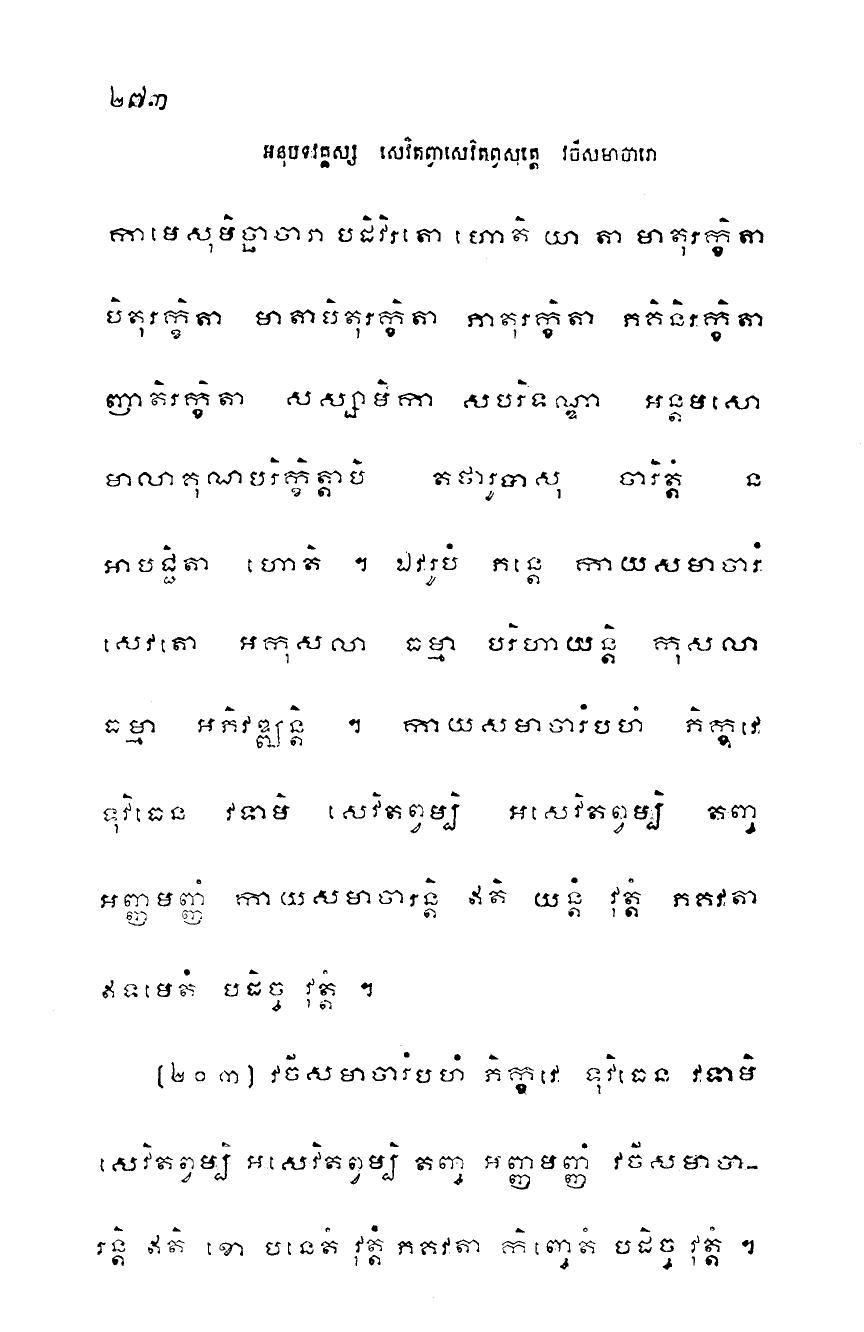 ២៧៣
អនុបទវគ្គស្ស សេវិតព្វាសេវិតព្វសុត្តេ វចីសមាចារោ
កាមេសុមិច្ឆាចារា បដិវិរតោ ហោតិ យា តា មាតុរក្ខិតា
បិតុរក្ខិតា មាតាបិតុរក្ខិតា ភាតុរក្ខិតា ភគិនិរក្ខិតា
ញាតិរក្ខិតា សស្សាមិកា សបរិទណ្ឌា អន្តមសោ
មាលាគុណបរិក្ខិត្តាបិ តថារូបាសុ ចារិត្តំ ន
អាបជ្ជិតា ហោតិ ។ ឯវរូបំ ភន្តេ កាយសមាចារំ
សេវតោ អកុសលា ធម្មា បរិហាយន្តិ កុសលា
ធម្មា អភិវឌ្ឍន្តិ ។ កាយសមាចារំបហំ ភិក្ខវេ
ទុវិធេន វទាមិ សេវិតព្វម្បិ អសេវិតព្វម្បិ តញ្ច
អញ្ញមញ្ញំ កាយសមាចារន្តិ ឥតិ យន្តំ វុត្តំ ភគវតា
ឥទមេតំ បដិច្ច វុត្តំ ។
(២០៣) វចីសមាចារំបហំ ភិក្ខវេ ទុវិធេន វទាមិ
សេវិតព្វម្បិ អសេវិតព្វម្បិ តញ្ច អញ្ញមញ្ញំ វចីសមាចា-
រន្តិ ឥតិ ខោ បនេតំ វុត្តំ ភគវតា កិញ្ចេតំ បដិច្ច វុត្តំ ។